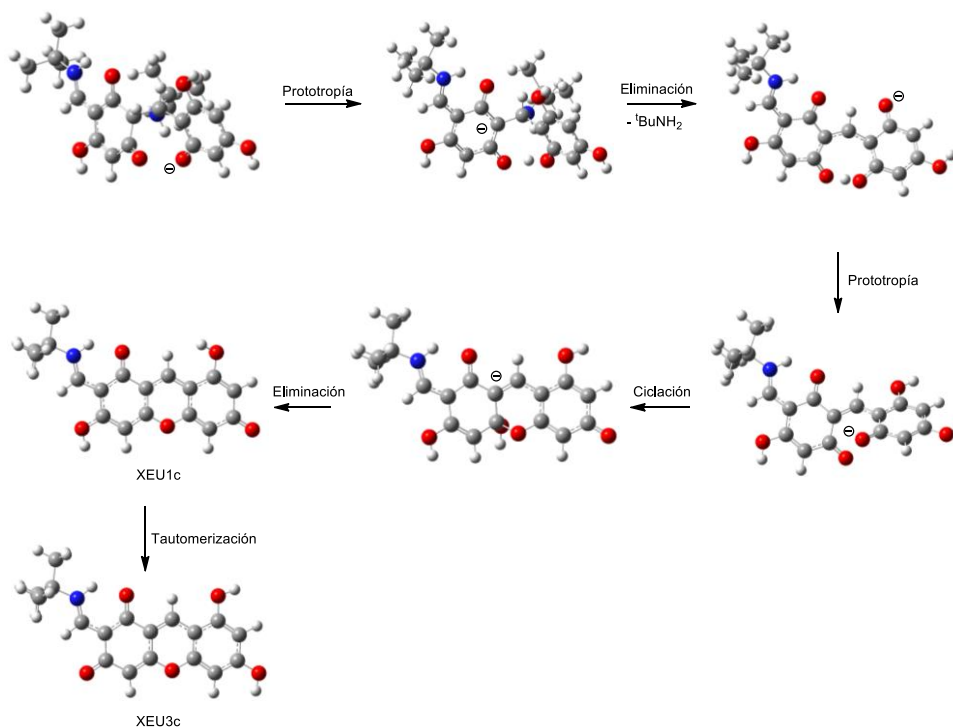 Prototropía
Eliminación
- ᵗBuNH₂
Prototropía
Ciclación
Eliminación
XEU1c
Tautomerización
XEU3c